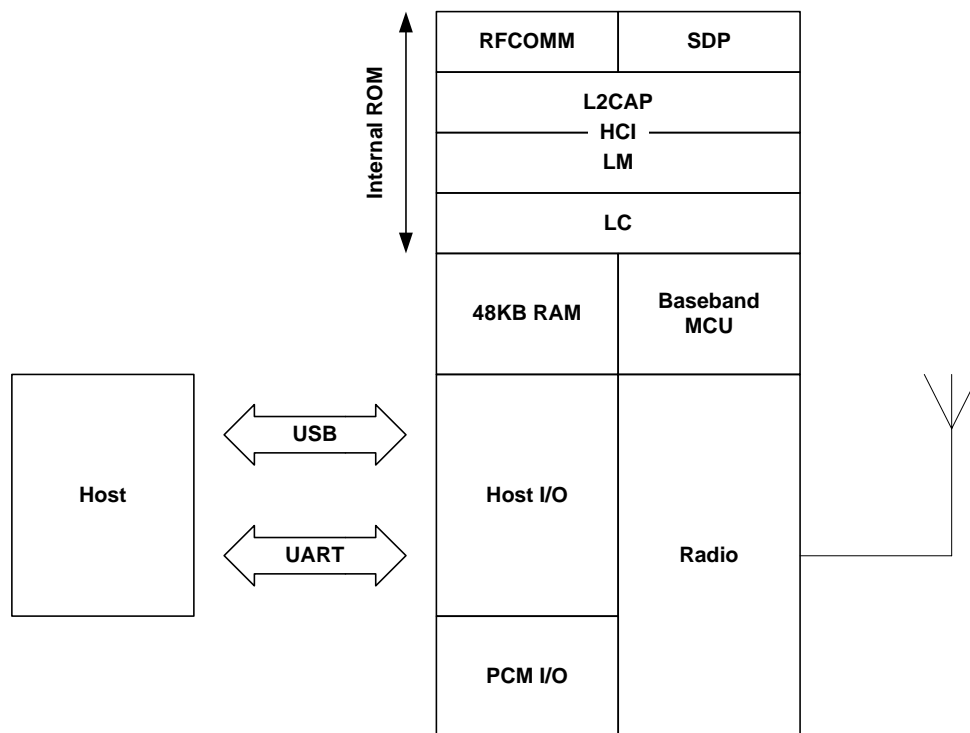 RFCOMM
SDP
Internal ROM
L2CAP
HCI
LM
LC
48KB RAM
Baseband
MCU
USB
Host
Host I/O
UART
Radio
PCM I/O